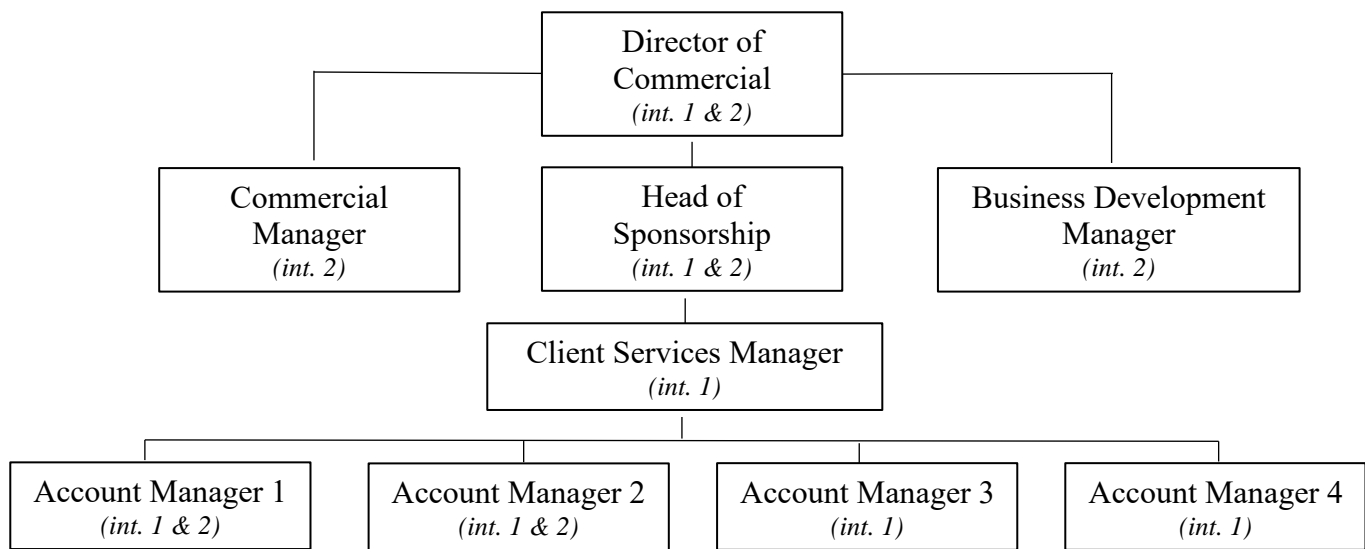 Director of
Commercial
(int. 1 & 2)
Commercial
Manager
(int. 2)
Head of
Sponsorship
(int. 1 & 2)
Business Development
Manager
(int. 2)
Client Services Manager
(int. 1)
Account Manager 1
(int. 1 & 2)
Account Manager 2
(int. 1 & 2)
Account Manager 3
(int. 1)
Account Manager 4
(int. 1)